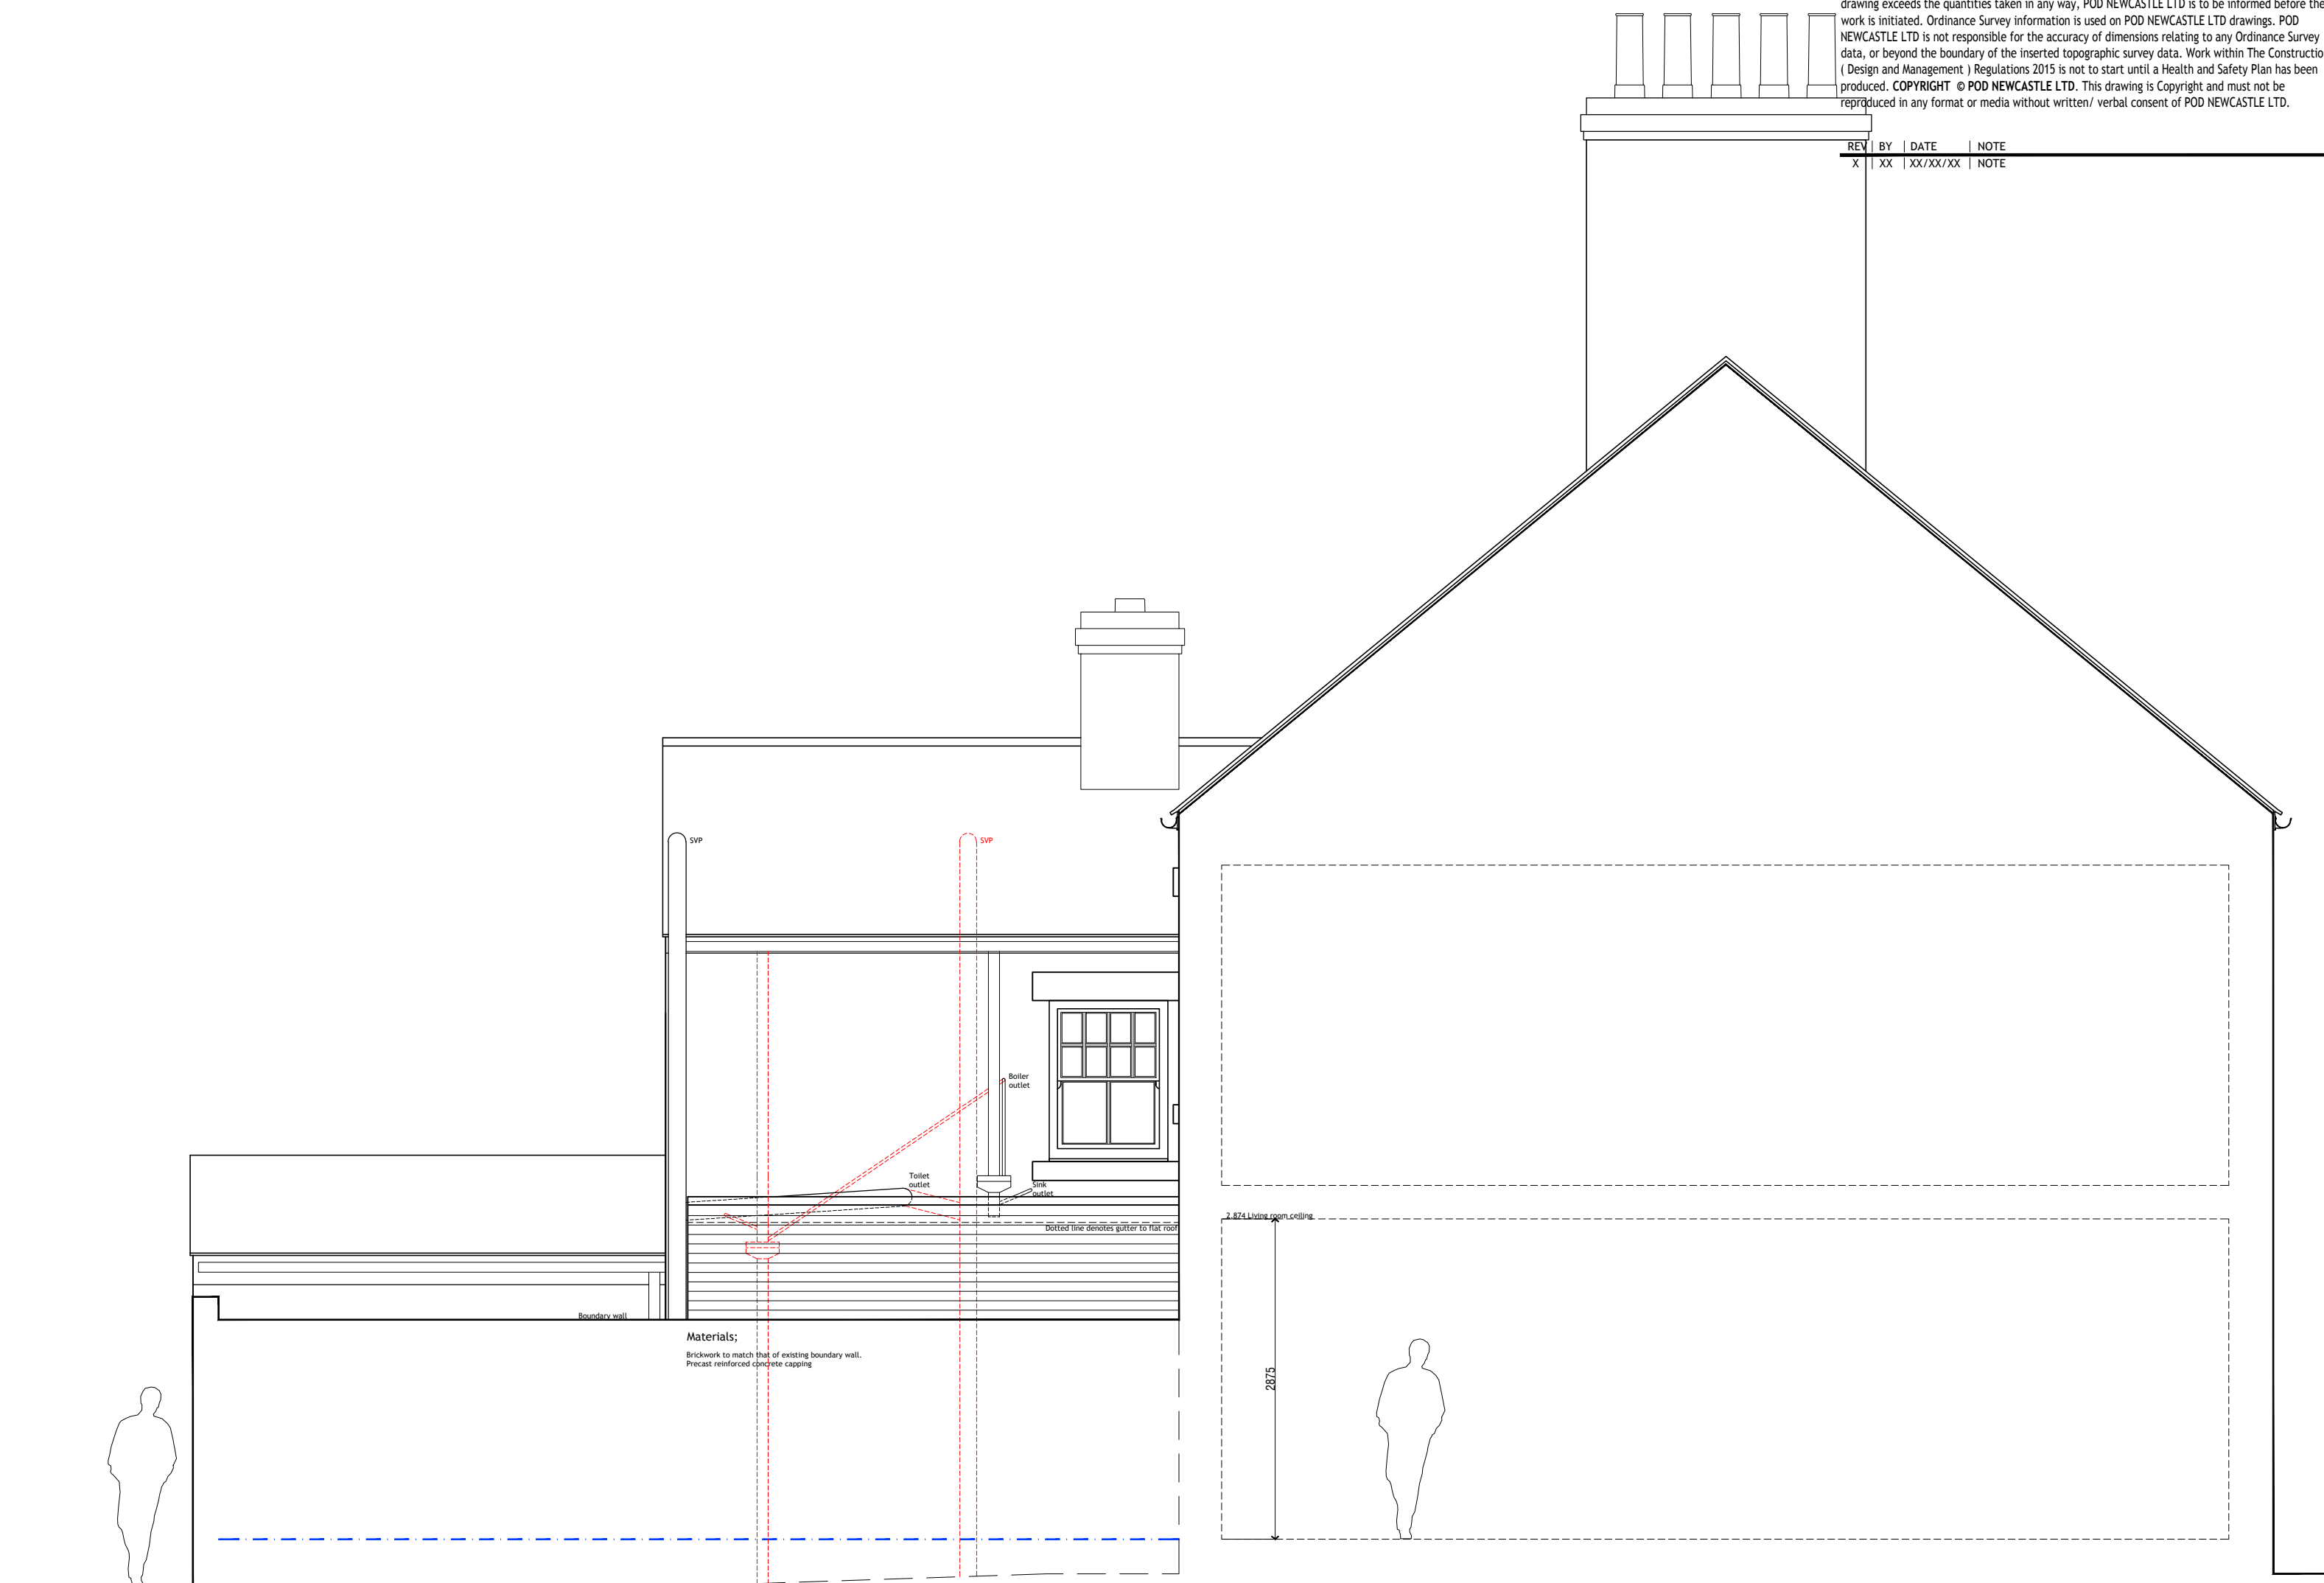 drawing exceeds the quantities taken in any way, POD NEWCASTLE LTD is to be informed before the
work is initiated. Ordinance Survey information is used on POD NEWCASTLE LTD drawings. POD
NEWCASTLE LTD is not responsible for the accuracy of dimensions relating to any Ordinance Survey
data, or beyond the boundary of the inserted topographic survey data. Work within The Constructio
( Design and Management ) Regulations 2015 is not to start until a Health and Safety Plan has been
produced. COPYRIGHT © POD NEWCASTLE LTD. This drawing is Copyright and must not be
reproduced in any format or media without written/ verbal consent of POD NEWCASTLE LTD.
REV | BY | DATE | NOTE
X | XX | XX/XX/XX | NOTE
SVP
SVP
Boiler
outlet
Toilet
outlet
Sink
outlet
Dotted line denotes gutter to flat roof
2.874 Living room ceiling
Boundary wall
Materials;
Brickwork to match that of existing boundary wall.
Precast reinforced concrete capping
2875